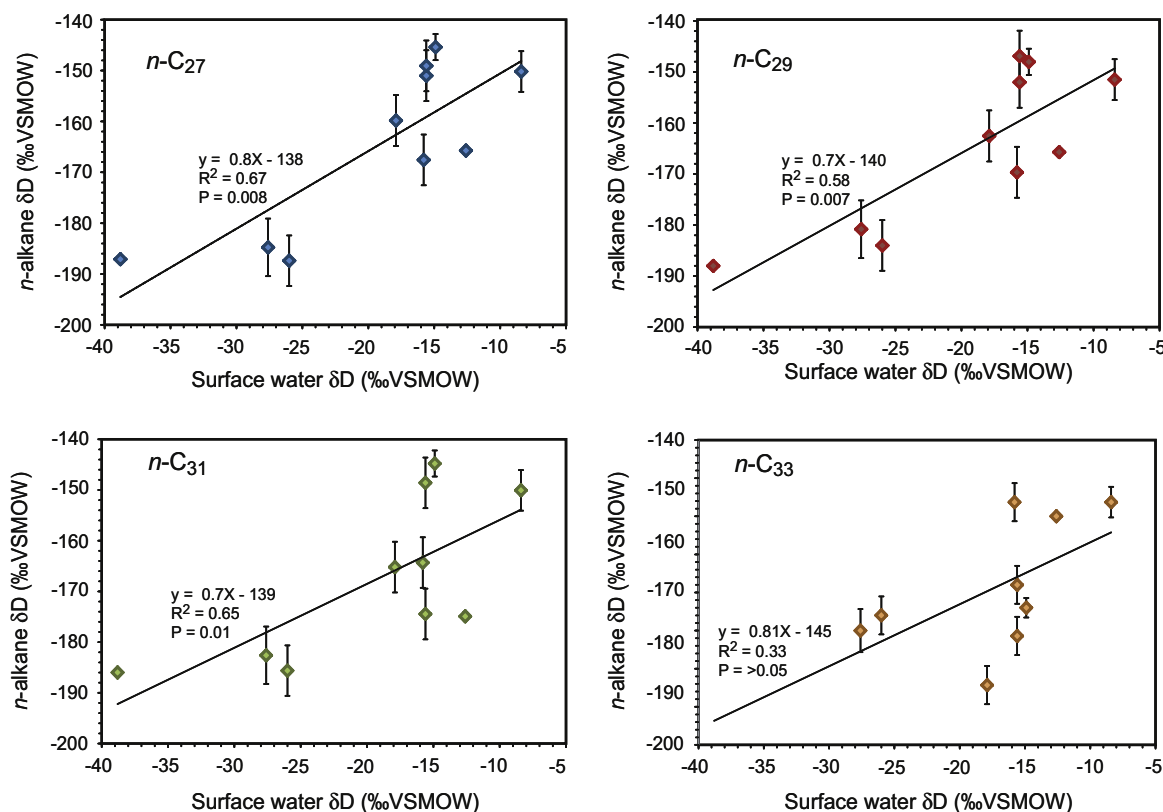 n-C27
n-alkane δD (‰VSMOW)
-140
-150
-160
-170
-180
-190
-200
y = 0.8X - 138
R2 = 0.67
P = 0.008
-40 -35 -30 -25 -20 -15 -10 -5
Surface water δD (‰VSMOW)
n-C29
n-alkane δD (‰VSMOW)
-140
-150
-160
-170
-180
-190
-200
y = 0.7X - 140
R2 = 0.58
P = 0.007
-40 -35 -30 -25 -20 -15 -10 -5
Surface water δD (‰VSMOW)
n-C31
n-alkane δD (‰VSMOW)
-140
-150
-160
-170
-180
-190
-200
y = 0.7X - 139
R2 = 0.65
P = 0.01
-40 -35 -30 -25 -20 -15 -10 -5
Surface water δD (‰VSMOW)
n-C33
n-alkane δD (‰VSMOW)
-140
-150
-160
-170
-180
-190
-200
y = 0.81X - 145
R2 = 0.33
P = >0.05
-40 -35 -30 -25 -20 -15 -10 -5
Surface water δD (‰VSMOW)